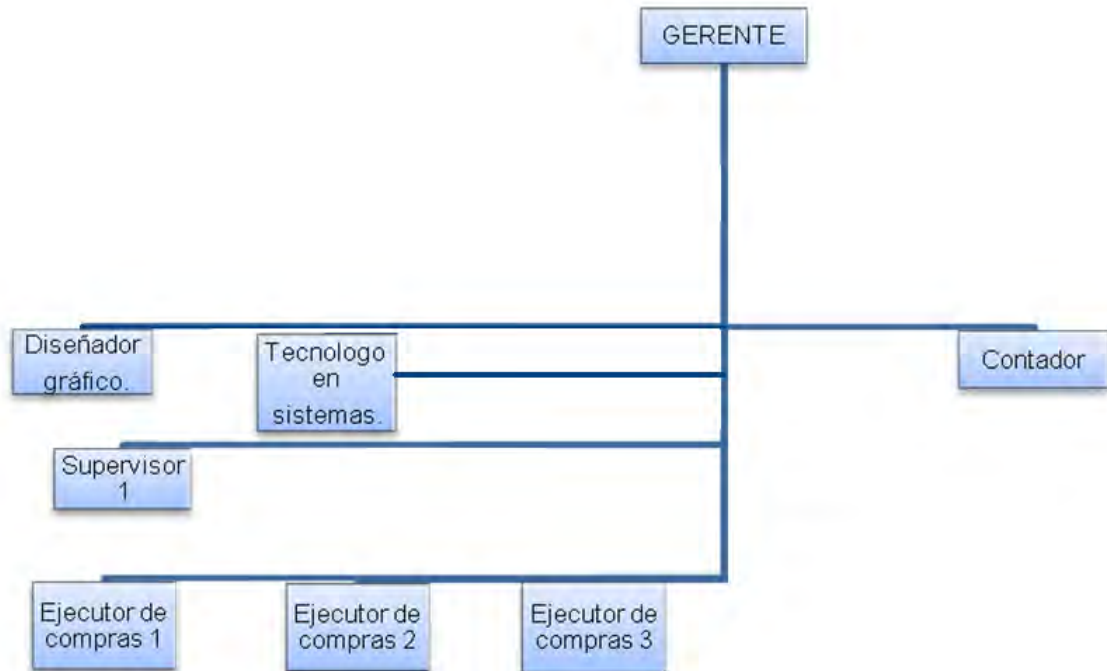 GERENTE
Diseñador
gráfico.
Tecnologo
en
sistemas.
Contador
Supervisor
1
Ejecutor de
compras 1
Ejecutor de
compras 2
Ejecutor de
compras 3